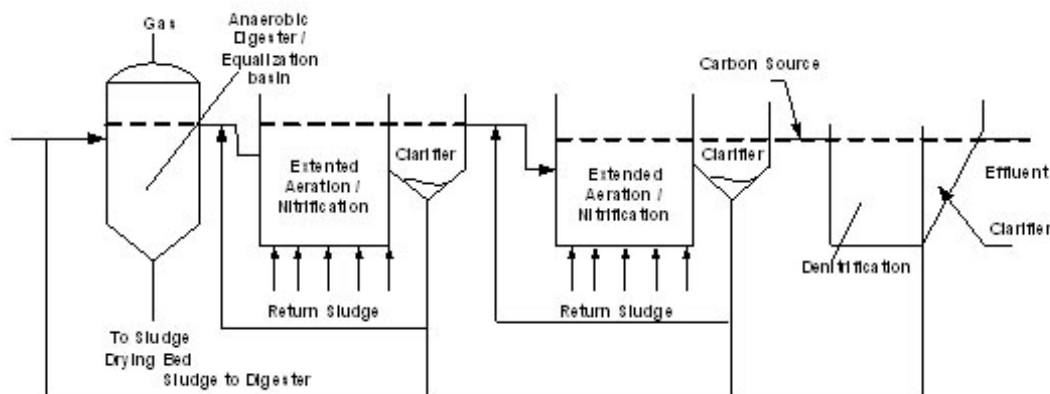 Gas
Anaerobic
Digester /
Equalization
basin
Carbon Source
Extented
Aeration /
Nitrification
Clarifier
Extended
Aeration /
Nitrification
Clarifier
Effluent
Clarifier
Denitrification
Return Sludge
Return Sludge
To Sludge
Drying Bed
Sludge to Digester